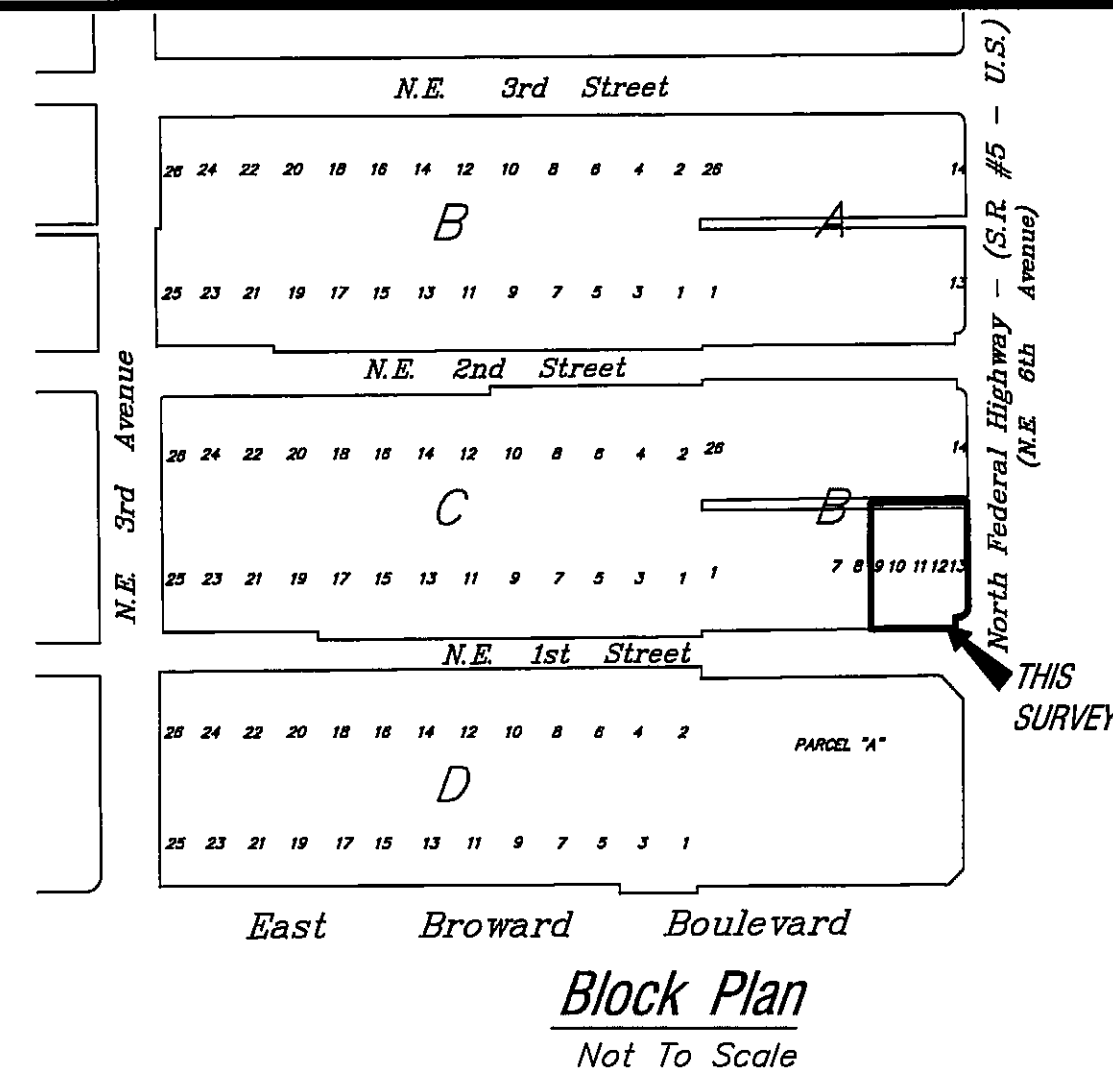 N.E. 3rd Street
26 24 22 20 18 16 14 12 10 8 6 4 2 26 14
B A
25 23 21 19 17 15 13 11 9 7 5 3 1 1 13
N.E. 2nd Street
26 24 22 20 18 16 14 12 10 8 6 4 2 26 14
C B
25 23 21 19 17 15 13 11 9 7 5 3 1 1 7 8 9 10 11 12 13
N.E. 1st Street
26 24 22 20 18 16 14 12 10 8 6 4 2
PARCEL "A"
D
25 23 21 19 17 15 13 11 9 7 5 3 1
N.E. 3rd Avenue
North Federal Highway - (S.R. #5 - U.S.)
(N.E. 6th Avenue)
THIS
SURVEY
East Broward Boulevard
Block Plan
Not To Scale